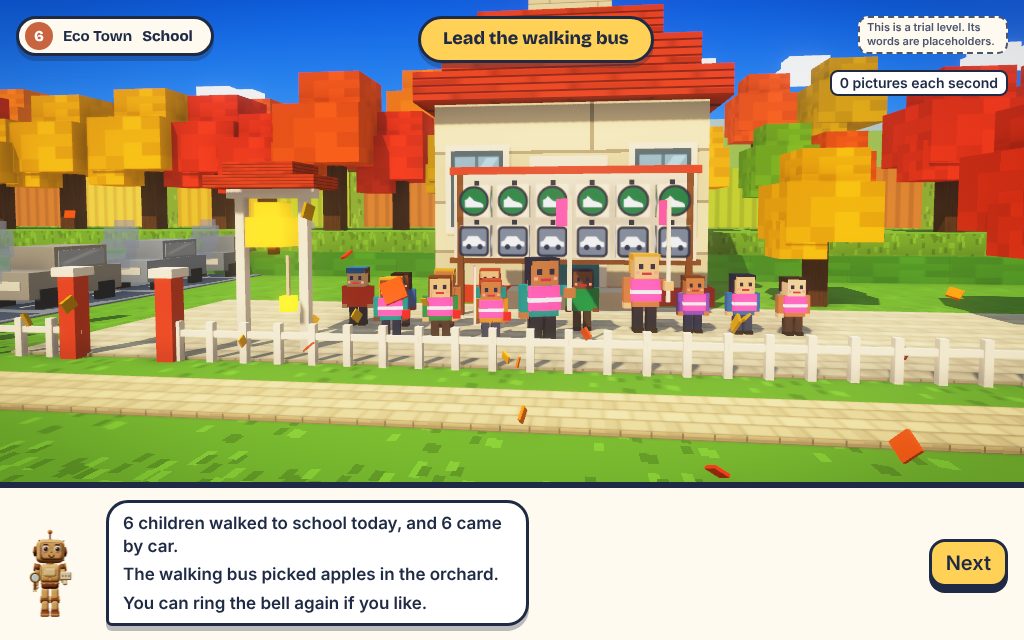 6 Eco Town School
Lead the walking bus
This is a trial level. Its
words are placeholders.
0 pictures each second
6 children walked to school today, and 6 came
by car.
The walking bus picked apples in the orchard.
You can ring the bell again if you like.
Next